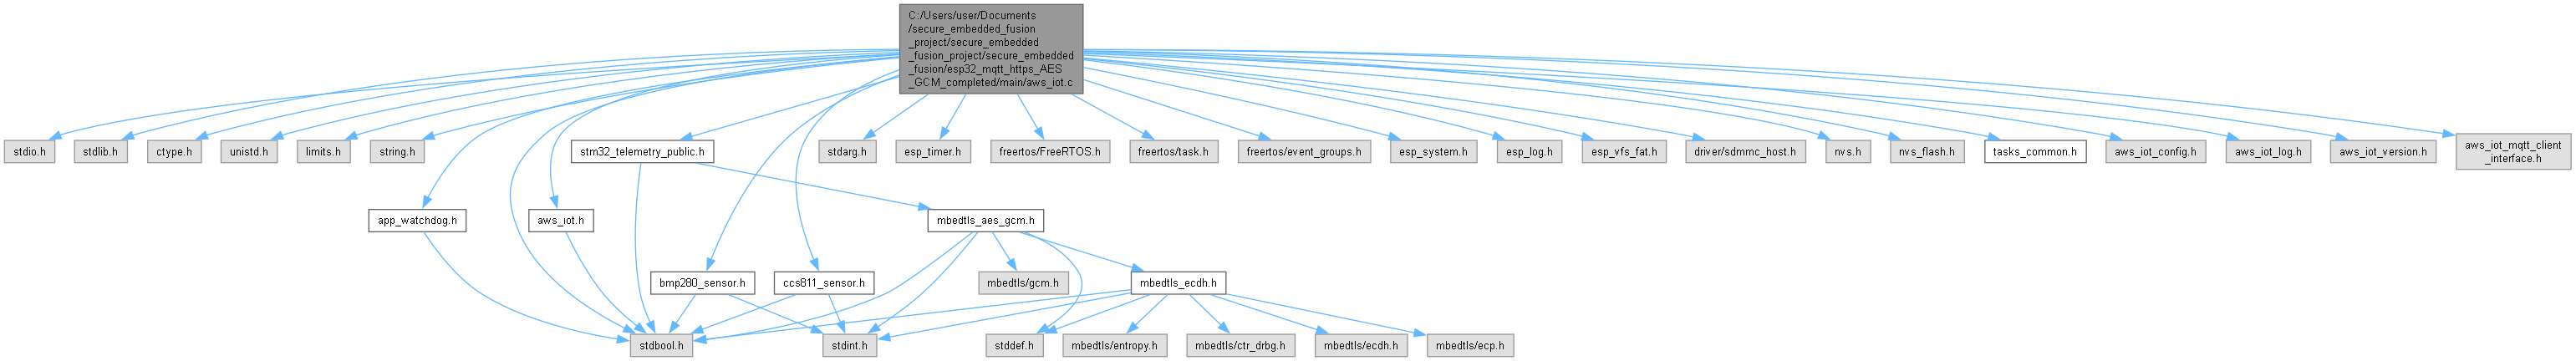 C:/Users/user/Documents
/secure_embedded_fusion
_project/secure_embedded
_fusion_project/secure_embedded
_fusion/esp32_mqtt_https_AES
_GCM_completed/main/aws_iot.c
stdio.h
stdlib.h
ctype.h
unistd.h
limits.h
string.h
stm32_telemetry_public.h
stdarg.h
esp_timer.h
freertos/FreeRTOS.h
freertos/task.h
freertos/event_groups.h
esp_system.h
esp_log.h
esp_vfs_fat.h
driver/sdmmc_host.h
nvs.h
nvs_flash.h
tasks_common.h
aws_iot_config.h
aws_iot_log.h
aws_iot_version.h
aws_iot_mqtt_client
_interface.h
app_watchdog.h
aws_iot.h
mbedtls_aes_gcm.h
bmp280_sensor.h
ccs811_sensor.h
mbedtls/gcm.h
mbedtls_ecdh.h
stdbool.h
stdint.h
stddef.h
mbedtls/entropy.h
mbedtls/ctr_drbg.h
mbedtls/ecdh.h
mbedtls/ecp.h